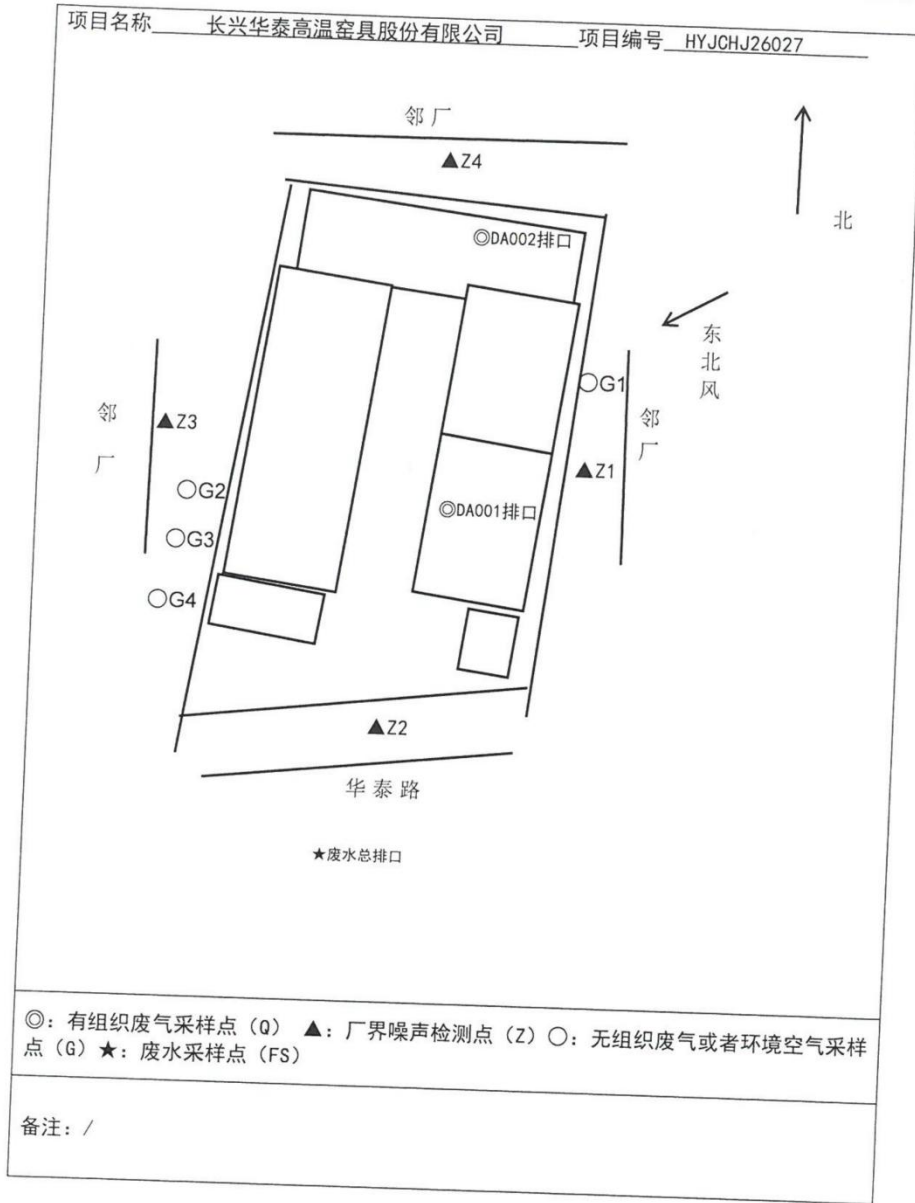 项目名称 长兴华泰高温窑具股份有限公司 项目编号 HYJCHJ26027
邻厂
▲Z4
北
◎DA002排口
东北风
○G1
邻厂
▲Z3
邻厂
▲Z1
○G2
◎DA001排口
○G3
○G4
▲Z2
华泰路
★废水总排口
◎：有组织废气采样点（Q） ▲：厂界噪声检测点（Z）○：无组织废气或者环境空气采样
点（G）★：废水采样点（FS）
备注：/